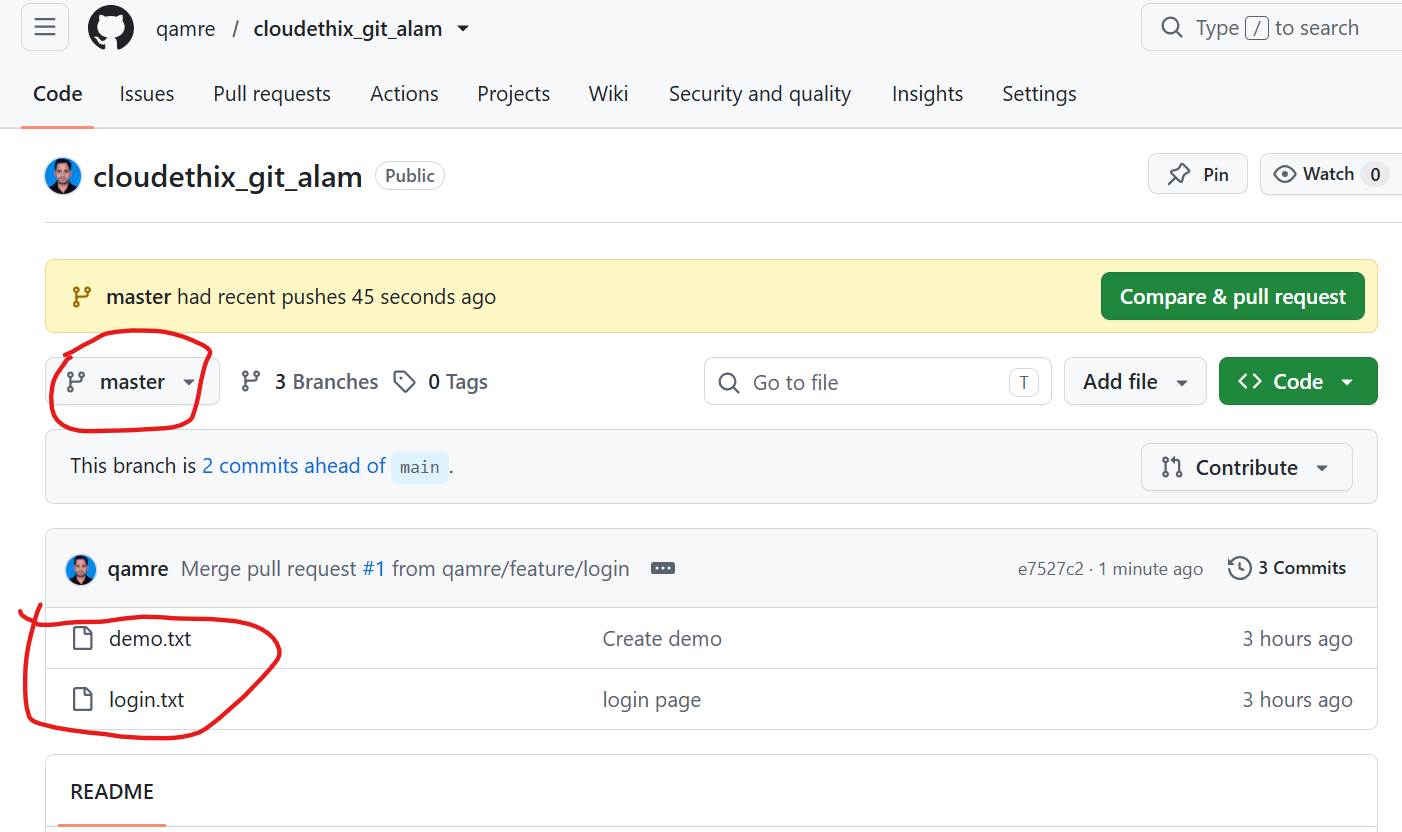 qamre / cloudethix_git_alam Type / to search
Code Issues Pull requests Actions Projects Wiki Security and quality Insights Settings
cloudethix_git_alam Public Pin Watch 0
master had recent pushes 45 seconds ago Compare & pull request
master 3 Branches 0 Tags Go to file T Add file Code
This branch is 2 commits ahead of main . Contribute
qamre Merge pull request #1 from qamre/feature/login e7527c2 · 1 minute ago 3 Commits
demo.txt Create demo 3 hours ago
login.txt login page 3 hours ago
README